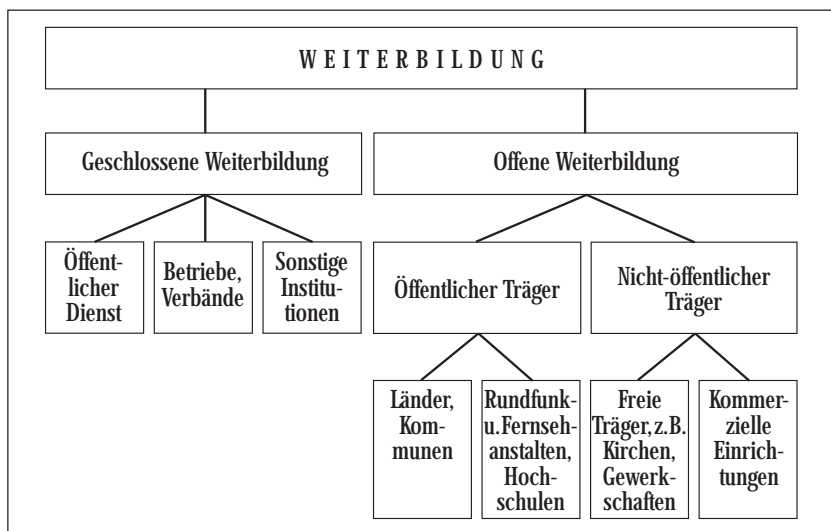 WEITERBILDUNG
Geschlossene Weiterbildung
Offene Weiterbildung
Öffent-
licher
Dienst
Betriebe,
Verbände
Sonstige
Institu-
tionen
Öffentlicher Träger
Nicht-öffentlicher
Träger
Länder,
Kom-
munen
Rundfunk-
u. Fernseh-
anstalten,
Hoch-
schulen
Freie
Träger, z.B.
Kirchen,
Gewerk-
schaften
Kommer-
zielle
Einrich-
tungen